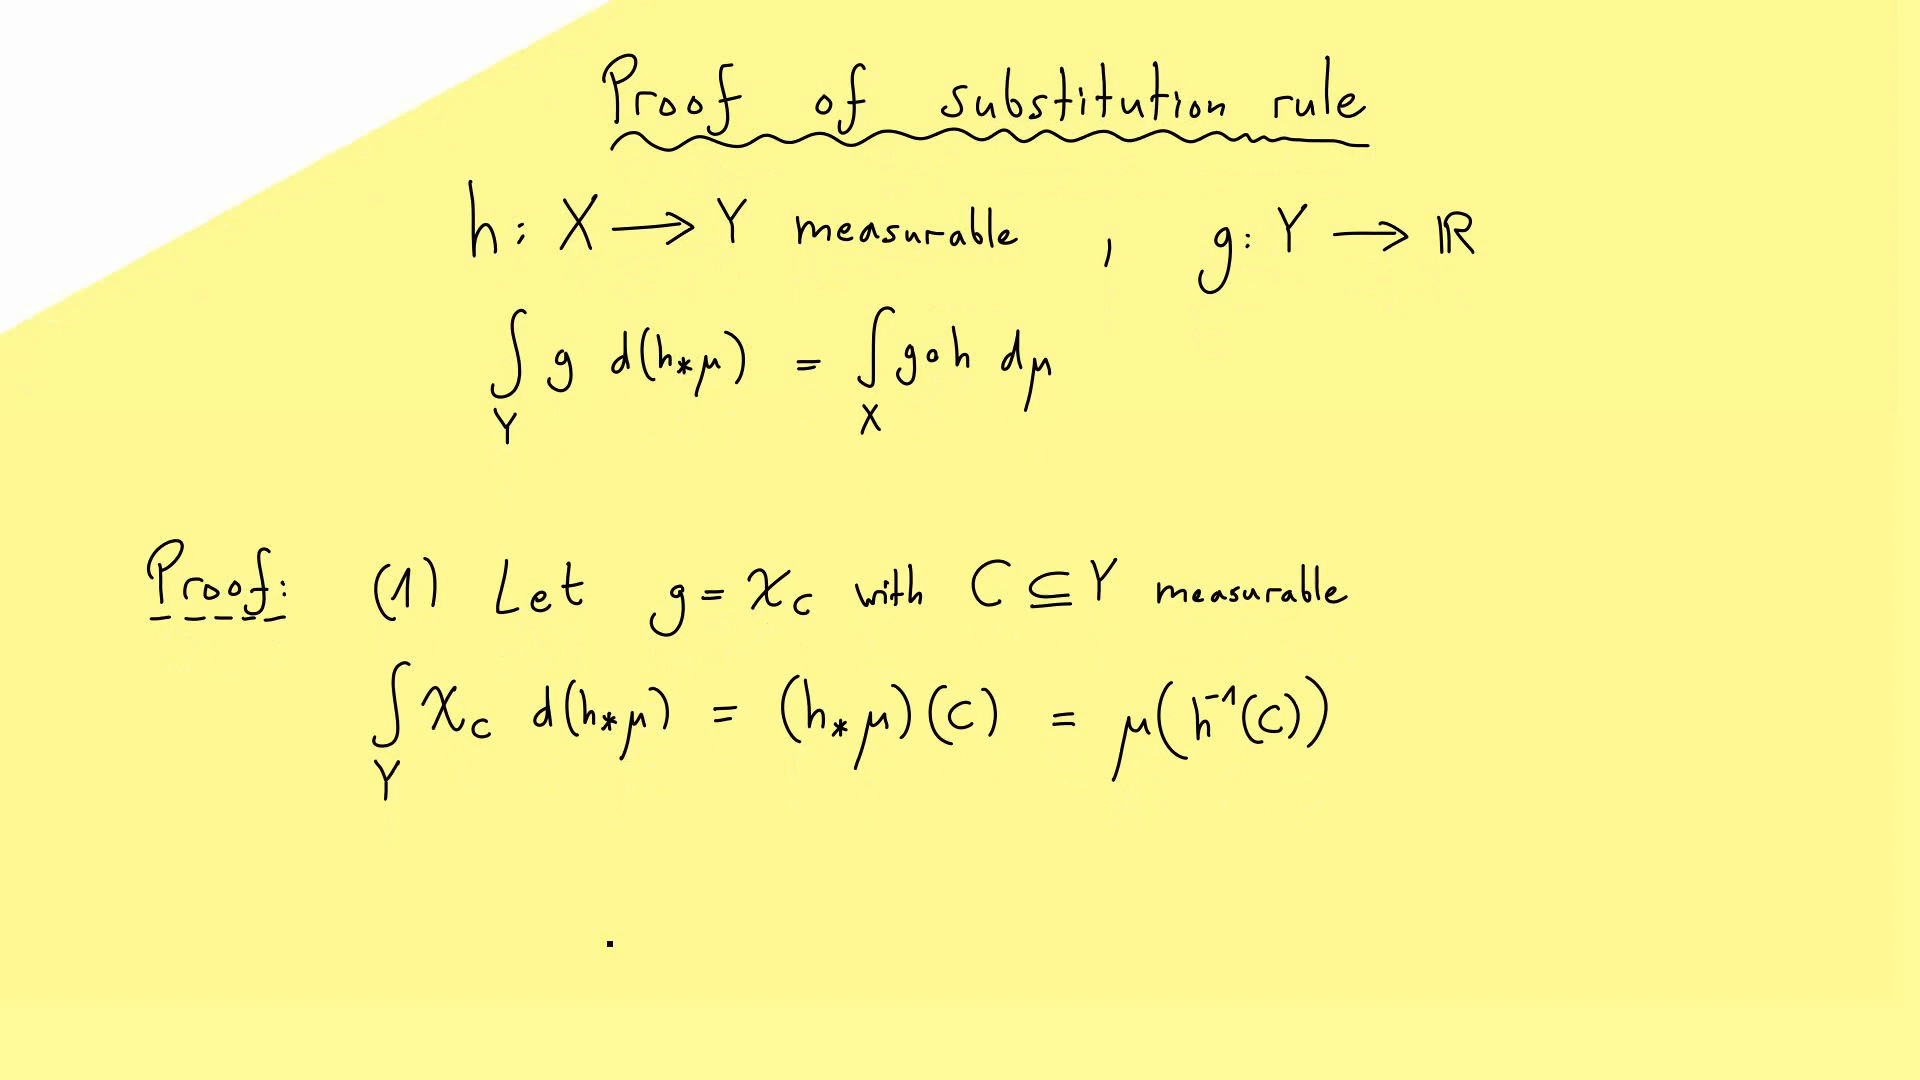 Proof of substitution rule
h: X ⟶ Y measurable , g: Y ⟶ ℝ
∫_Y g d(h_*μ) = ∫_X g∘h dμ
Proof: (1) Let g = χ_C with C ⊆ Y measurable
∫_Y χ_C d(h_*μ) = (h_*μ)(C) = μ(h⁻¹(C))